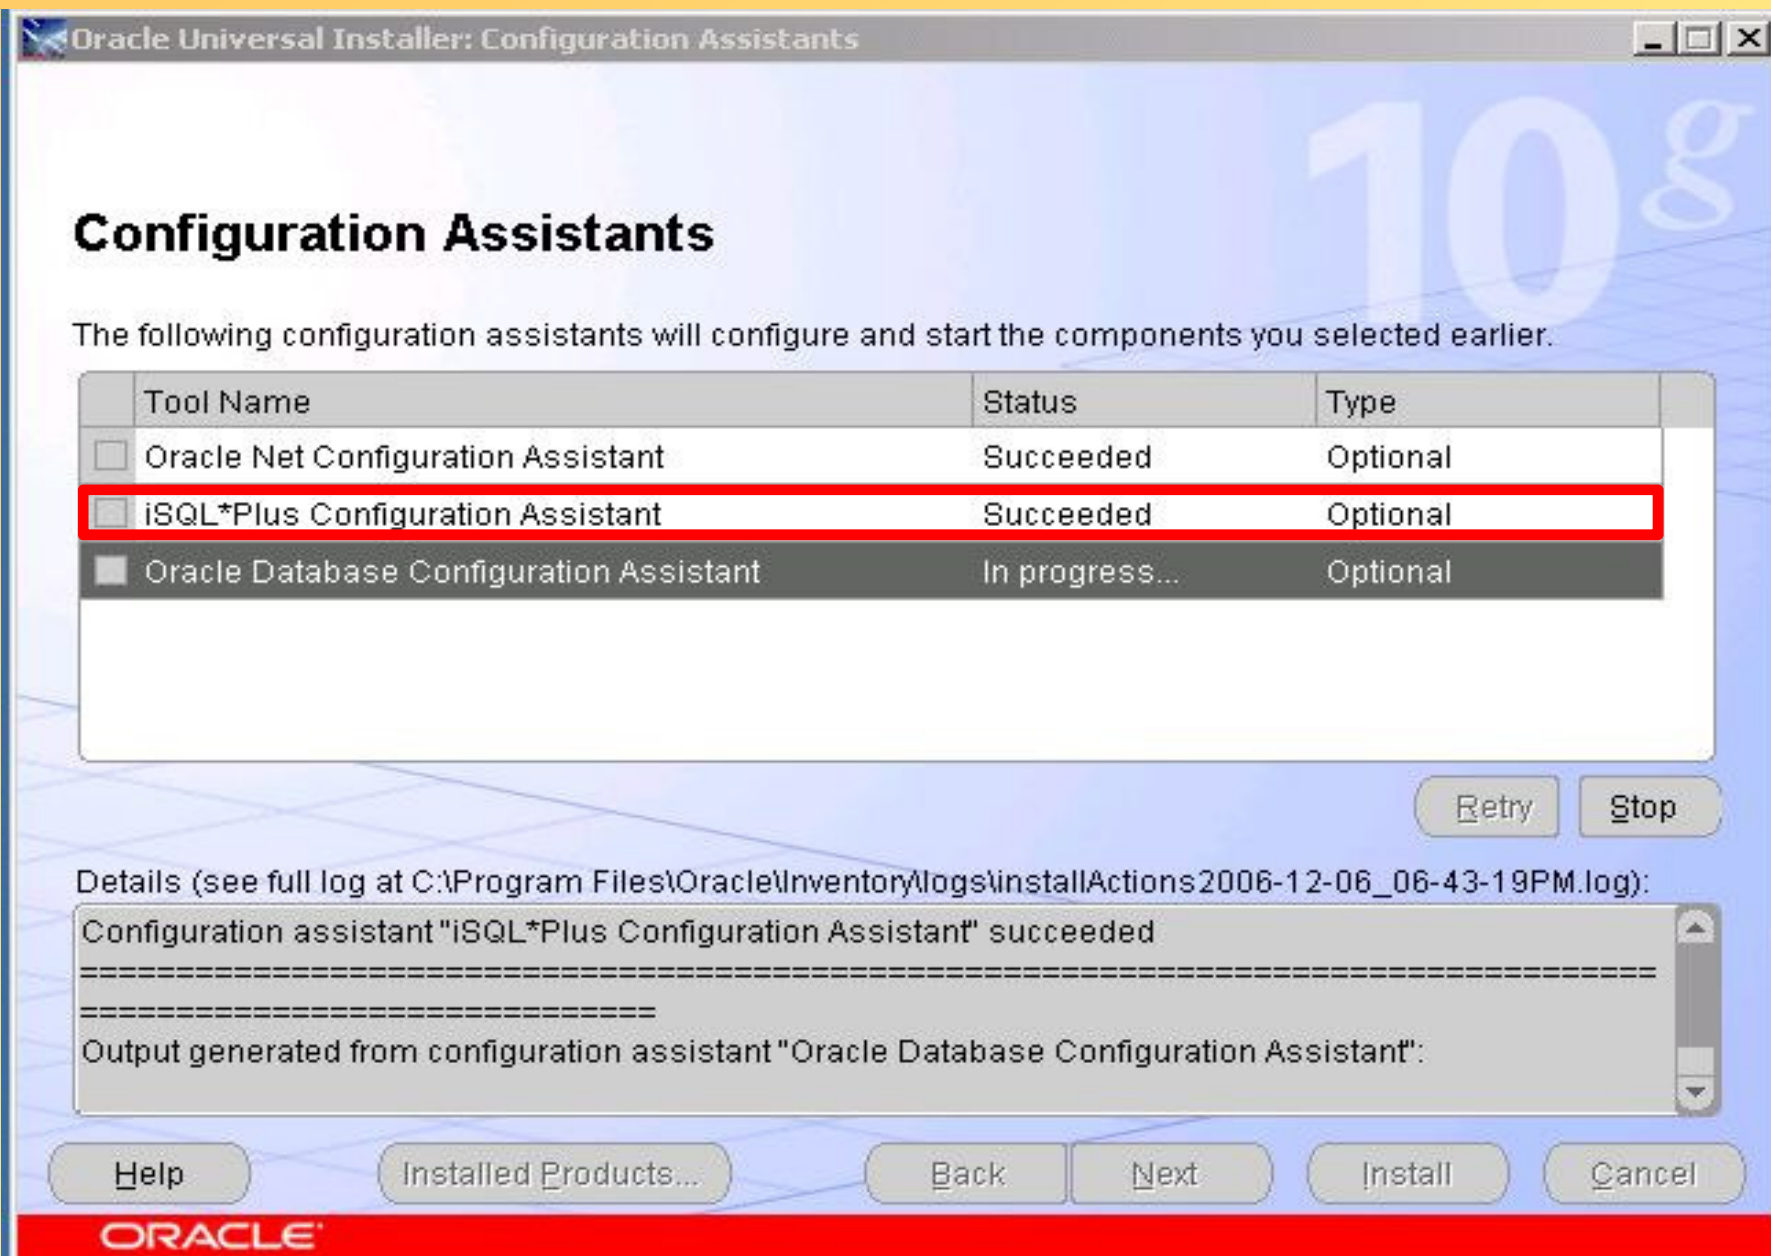 Oracle Universal Installer: Configuration Assistants
10g
Configuration Assistants
The following configuration assistants will configure and start the components you selected earlier.
Tool Name Status Type
Oracle Net Configuration Assistant Succeeded Optional
iSQL*Plus Configuration Assistant Succeeded Optional
Oracle Database Configuration Assistant In progress... Optional
Retry Stop
Details (see full log at C:\Program Files\Oracle\Inventory\logs\installActions2006-12-06_06-43-19PM.log):
Configuration assistant "iSQL*Plus Configuration Assistant" succeeded
==================================================================================
==============================
Output generated from configuration assistant "Oracle Database Configuration Assistant":
Help Installed Products... Back Next Install Cancel
ORACLE